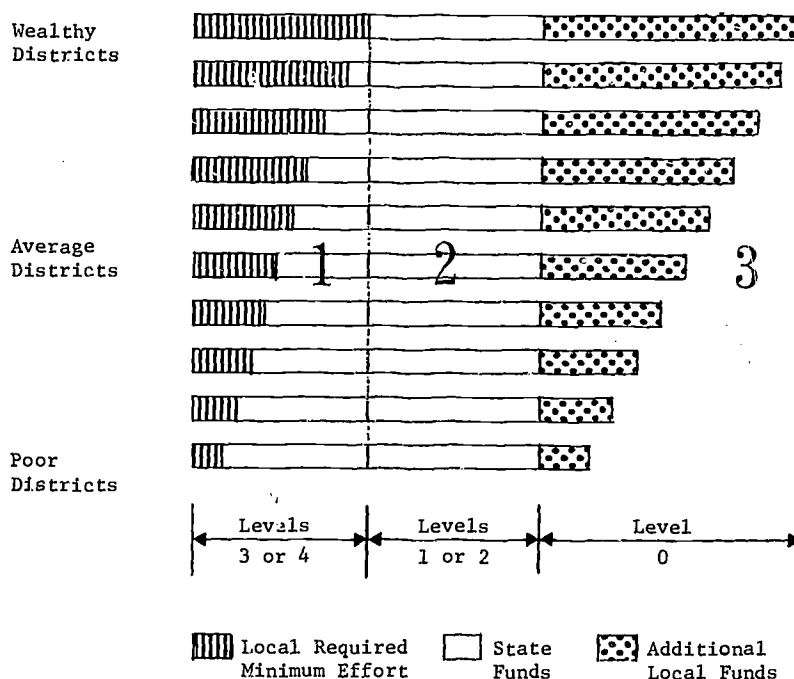 Wealthy
Districts
Average
Districts
1 2 3
Poor
Districts
Levels Levels Level
3 or 4 1 or 2 0
Local Required State Additional
Minimum Effort Funds Local Funds